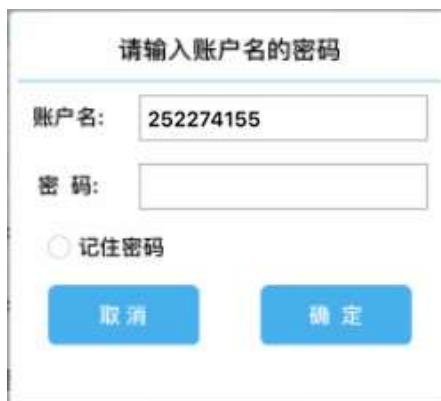 请输入账户名的密码
账户名: 252274155
密 码:
记住密码
取 消 确 定